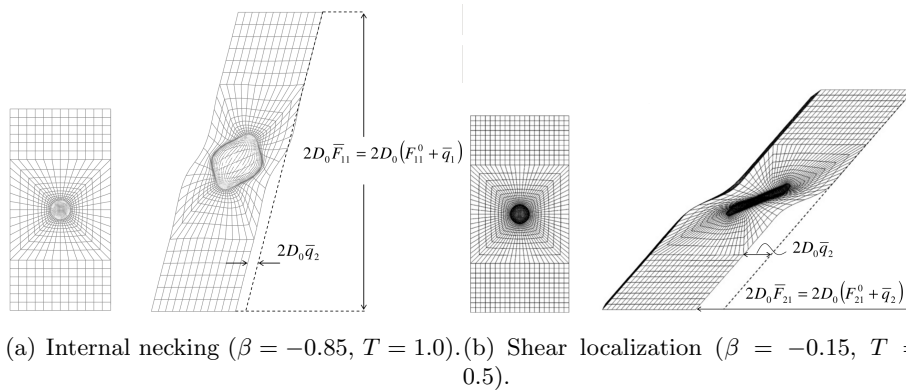 2D₀F̄₁₁ = 2D₀(F⁰₁₁ + q̄₁)
2D₀q̄₂
2D₀q̄₂
2D₀F̄₂₁ = 2D₀(F⁰₂₁ + q̄₂)
(a) Internal necking (β = −0.85, T = 1.0).(b) Shear localization (β = −0.15, T =
0.5).